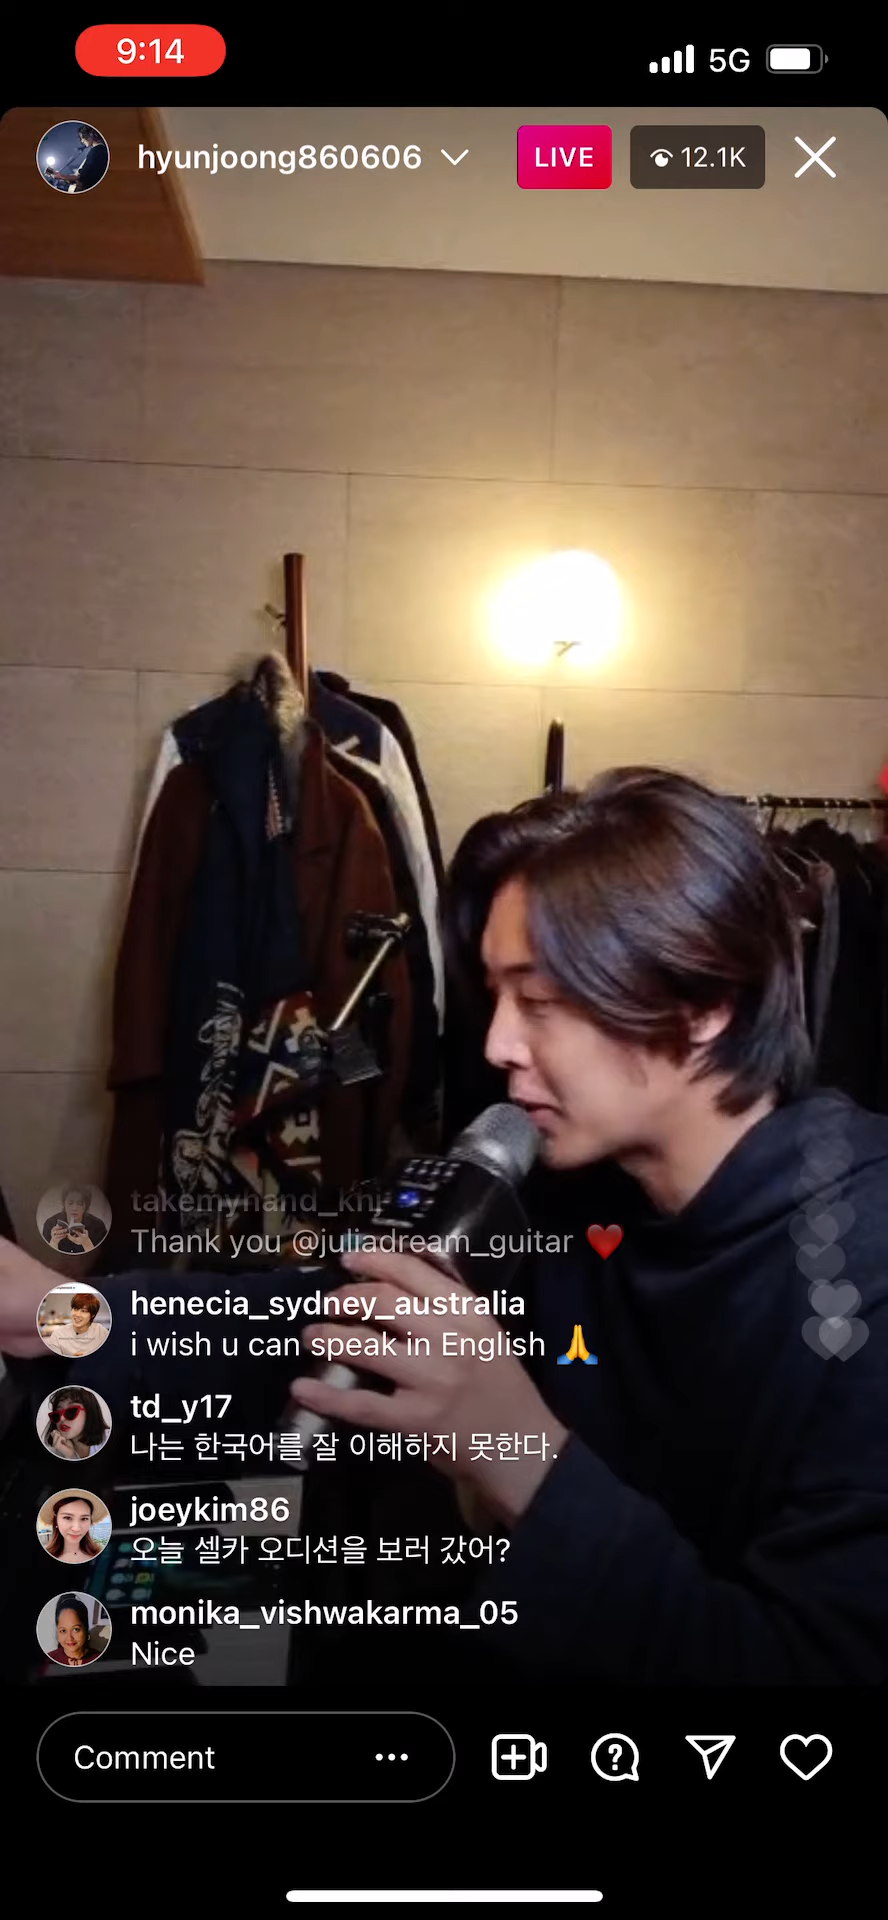 9:14
5G
hyunjoong860606
LIVE
12.1K
takemyhand_khj
Thank you @juliadream_guitar ❤️
henecia_sydney_australia
i wish u can speak in English 🙏
td_y17
나는 한국어를 잘 이해하지 못한다.
joeykim86
오늘 셀카 오디션을 보러 갔어?
monika_vishwakarma_05
Nice
Comment